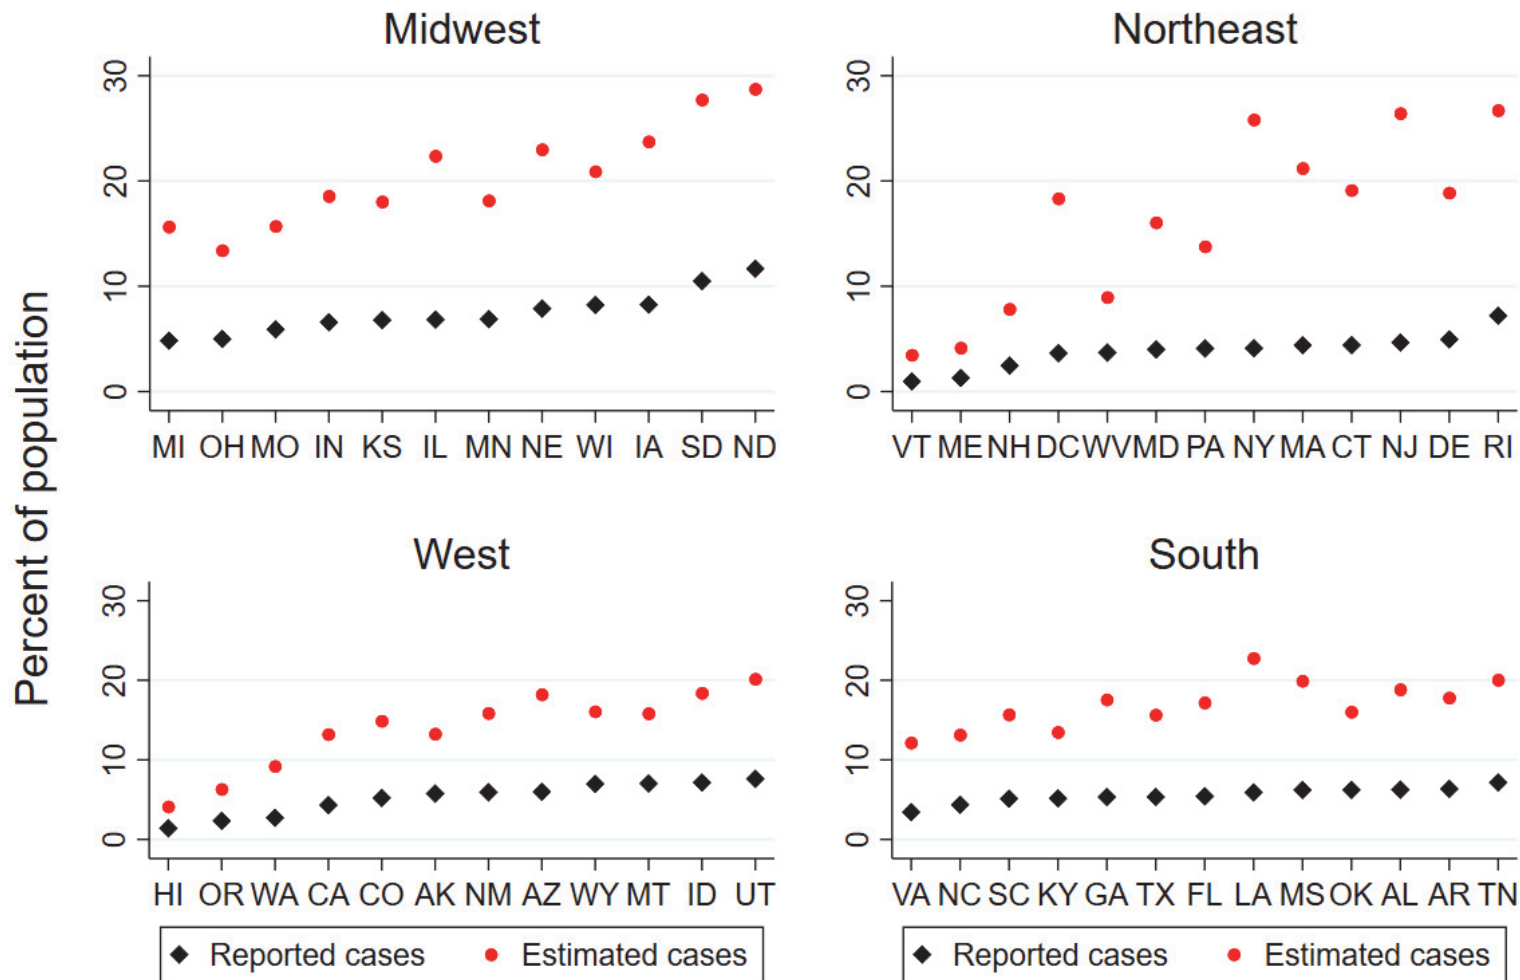 Midwest
Northeast
Percent of population
30
20
10
0
MI OH MO IN KS IL MN NE WI IA SD ND
30
20
10
0
VT ME NH DC WV MD PA NY MA CT NJ DE RI
West
South
30
20
10
0
HI OR WA CA CO AK NM AZ WY MT ID UT
30
20
10
0
VA NC SC KY GA TX FL LA MS OK AL AR TN
Reported cases Estimated cases
Reported cases Estimated cases